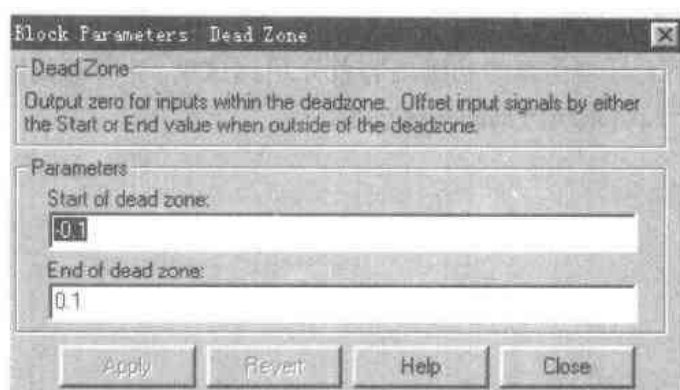 Block Parameters: Dead Zone
Dead Zone
Output zero for inputs within the deadzone. Offset input signals by either
the Start or End value when outside of the deadzone.
Parameters
Start of dead zone:
-0.1
End of dead zone:
0.1
Apply
Revert
Help
Close